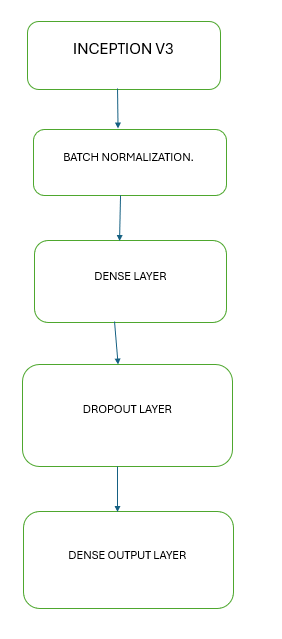 INCEPTION V3
BATCH NORMALIZATION.
DENSE LAYER
DROPOUT LAYER
DENSE OUTPUT LAYER